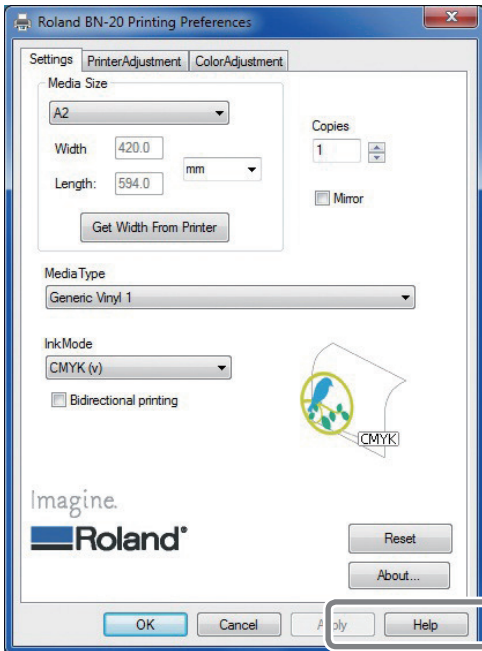 Roland BN-20 Printing Preferences
Settings PrinterAdjustment ColorAdjustment
Media Size
A2
Width 420.0
mm
Length: 594.0
Get Width From Printer
Copies
1
Mirror
MediaType
Generic Vinyl 1
InkMode
CMYK (v)
Bidirectional printing
CMYK
Imagine.
Roland®
Reset
About...
OK Cancel Apply Help